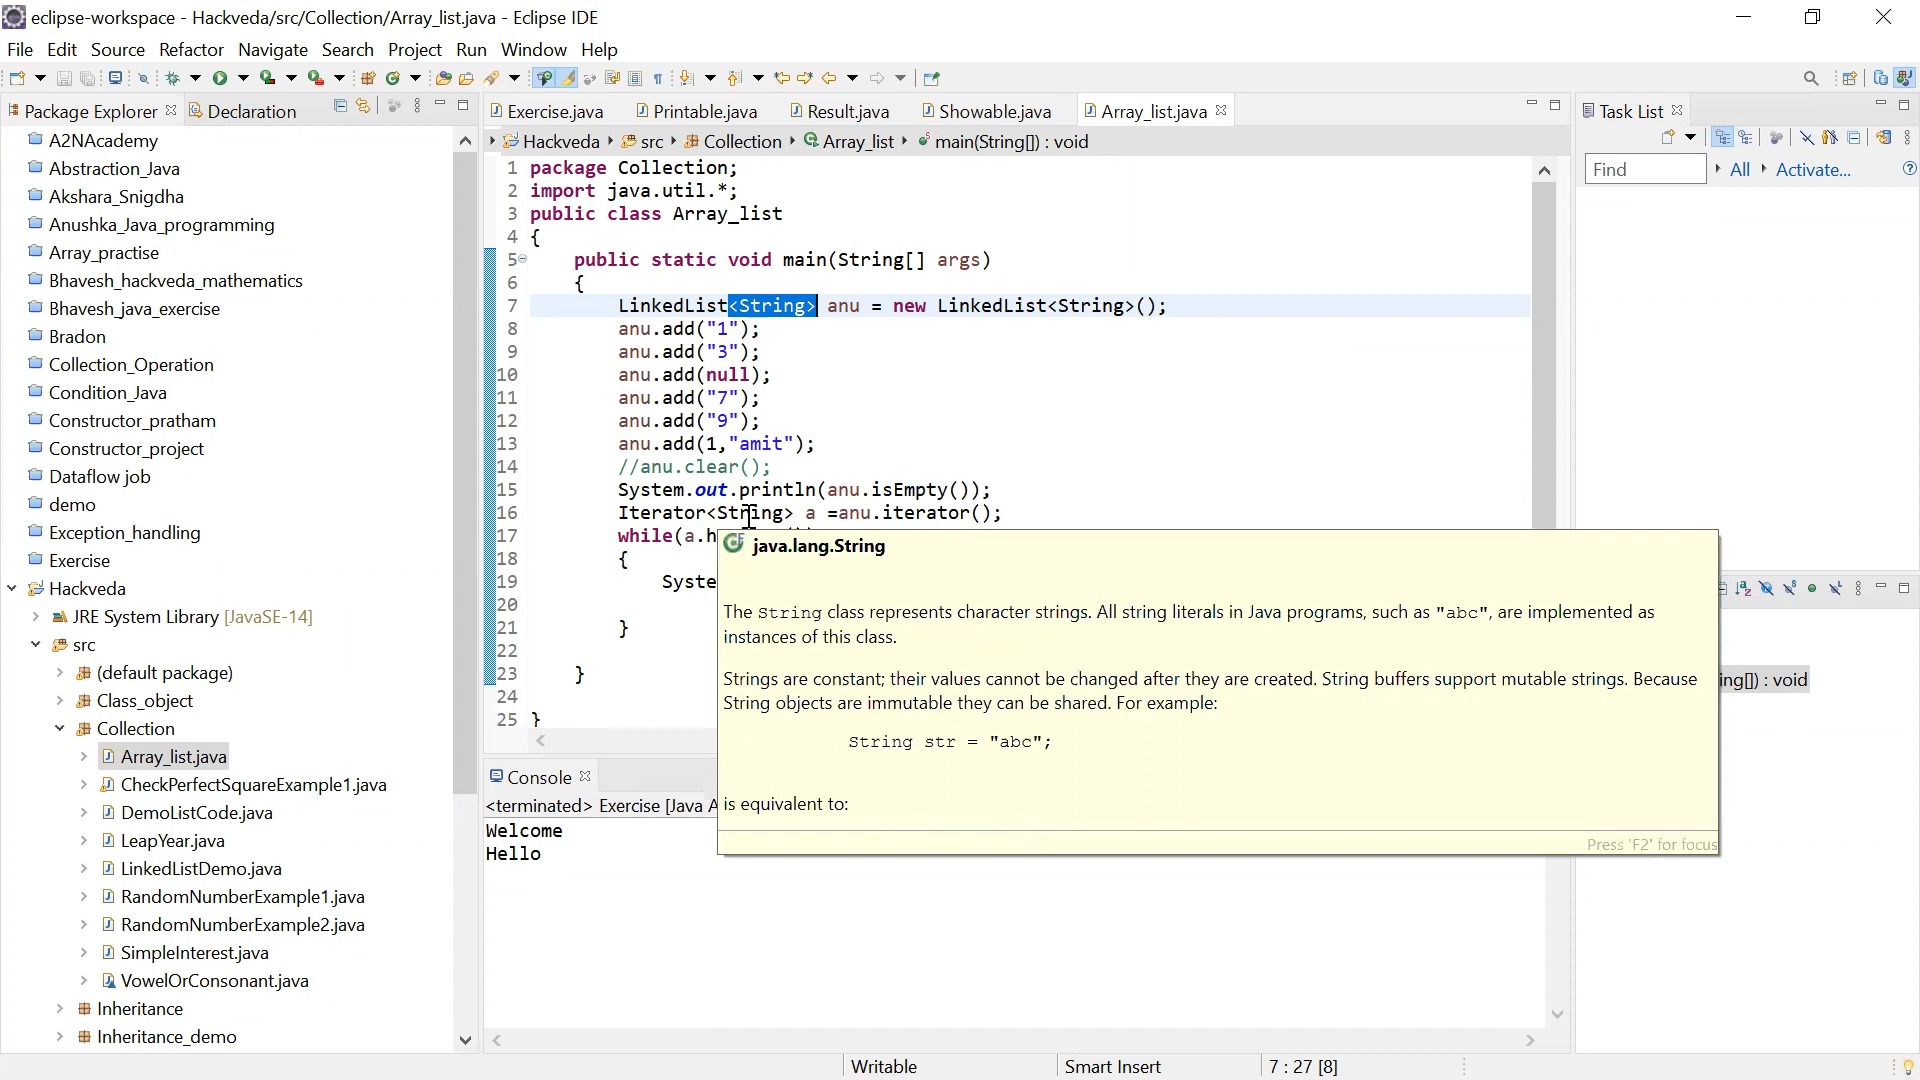 eclipse-workspace - Hackveda/src/Collection/Array_list.java - Eclipse IDE
File Edit Source Refactor Navigate Search Project Run Window Help
Package Explorer Declaration
A2NAcademy
Abstraction_Java
Akshara_Snigdha
Anushka_Java_programming
Array_practise
Bhavesh_hackveda_mathematics
Bhavesh_java_exercise
Bradon
Collection_Operation
Condition_Java
Constructor_pratham
Constructor_project
Dataflow job
demo
Exception_handling
Exercise
Hackveda
JRE System Library [JavaSE-14]
src
(default package)
Class_object
Collection
Array_list.java
CheckPerfectSquareExample1.java
DemoListCode.java
LeapYear.java
LinkedListDemo.java
RandomNumberExample1.java
RandomNumberExample2.java
SimpleInterest.java
VowelOrConsonant.java
Inheritance
Inheritance_demo
Exercise.java Printable.java Result.java Showable.java Array_list.java
Hackveda src Collection Array_list main(String[]) : void
1 package Collection;
2 import java.util.*;
3 public class Array_list
4 {
5 public static void main(String[] args)
6 {
7 LinkedList<String> anu = new LinkedList<String>();
8 anu.add("1");
9 anu.add("3");
10 anu.add(null);
11 anu.add("7");
12 anu.add("9");
13 anu.add(1,"amit");
14 //anu.clear();
15 System.out.println(anu.isEmpty());
16 Iterator<String> a =anu.iterator();
17 while(a.h
18 {
19 Syste
20
21 }
22
23 }
24
25 }
java.lang.String
The String class represents character strings. All string literals in Java programs, such as "abc", are implemented as
instances of this class.
Strings are constant; their values cannot be changed after they are created. String buffers support mutable strings. Because
String objects are immutable they can be shared. For example:
String str = "abc";
is equivalent to:
Press 'F2' for focus
Console
<terminated> Exercise [Java A
Welcome
Hello
Task List
Find All Activate...
ing[]) : void
Writable Smart Insert 7 : 27 [8]